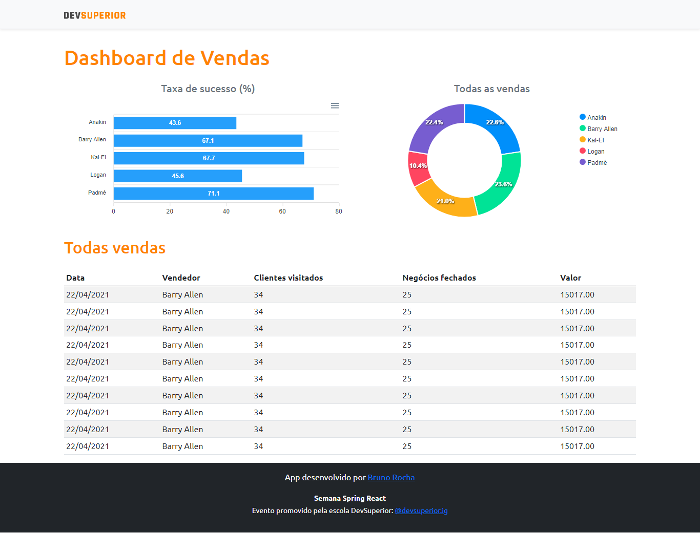 DEVSUPERIOR
Dashboard de Vendas
Taxa de sucesso (%)
Anakin
43.6
Barry Allen
67.1
Kal-El
67.7
Logan
45.6
Padmé
71.1
0 20 40 60 80
Todas as vendas
22.4% 22.8%
10.4%
23.6%
Anakin
Barry Allen
Kal-El
Logan
Padmé
Todas vendas
Data Vendedor Clientes visitados Negócios fechados Valor
22/04/2021 Barry Allen 34 25 15017.00
22/04/2021 Barry Allen 34 25 15017.00
22/04/2021 Barry Allen 34 25 15017.00
22/04/2021 Barry Allen 34 25 15017.00
22/04/2021 Barry Allen 34 25 15017.00
22/04/2021 Barry Allen 34 25 15017.00
22/04/2021 Barry Allen 34 25 15017.00
22/04/2021 Barry Allen 34 25 15017.00
22/04/2021 Barry Allen 34 25 15017.00
22/04/2021 Barry Allen 34 25 15017.00
App desenvolvido por Bruno Rocha
Semana Spring React
Evento promovido pela escola DevSuperior: @devsuperior.ig